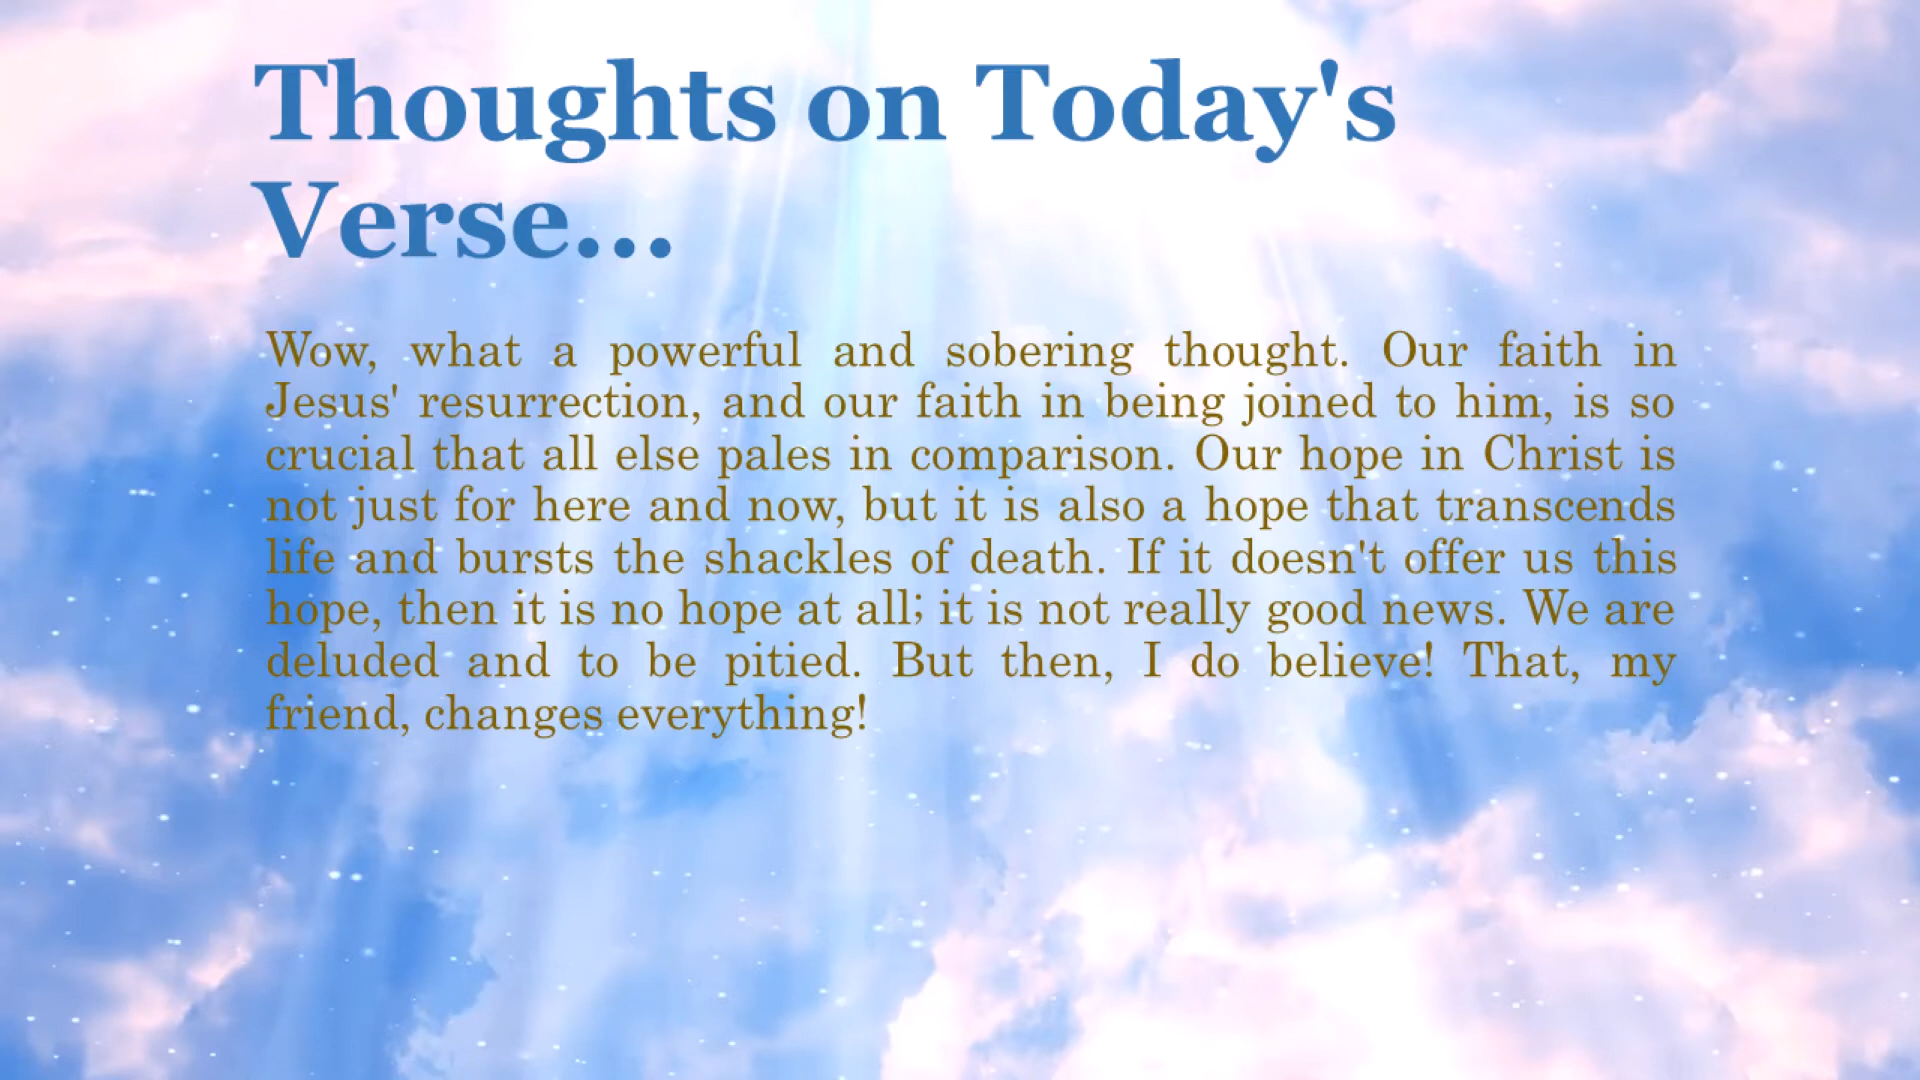 Thoughts on Today's
Verse...
Wow, what a powerful and sobering thought. Our faith in
Jesus' resurrection, and our faith in being joined to him, is so
crucial that all else pales in comparison. Our hope in Christ is
not just for here and now, but it is also a hope that transcends
life and bursts the shackles of death. If it doesn't offer us this
hope, then it is no hope at all; it is not really good news. We are
deluded and to be pitied. But then, I do believe! That, my
friend, changes everything!